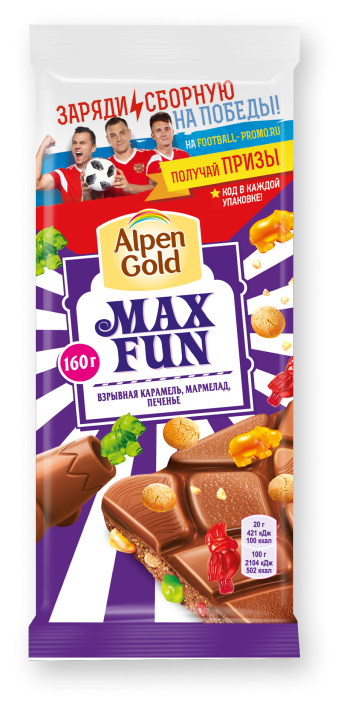 ЗАРЯДИ СБОРНУЮ
НА ПОБЕДЫ!
НА FOOTBALL-PROMO.RU
ПОЛУЧАЙ ПРИЗЫ
★ КОД В КАЖДОЙ
УПАКОВКЕ!
Alpen
Gold
MAX
FUN
160 г
ВЗРЫВНАЯ КАРАМЕЛЬ, МАРМЕЛАД,
ПЕЧЕНЬЕ
20 г
421 кДж
100 ккал
100 г
2104 кДж
502 ккал